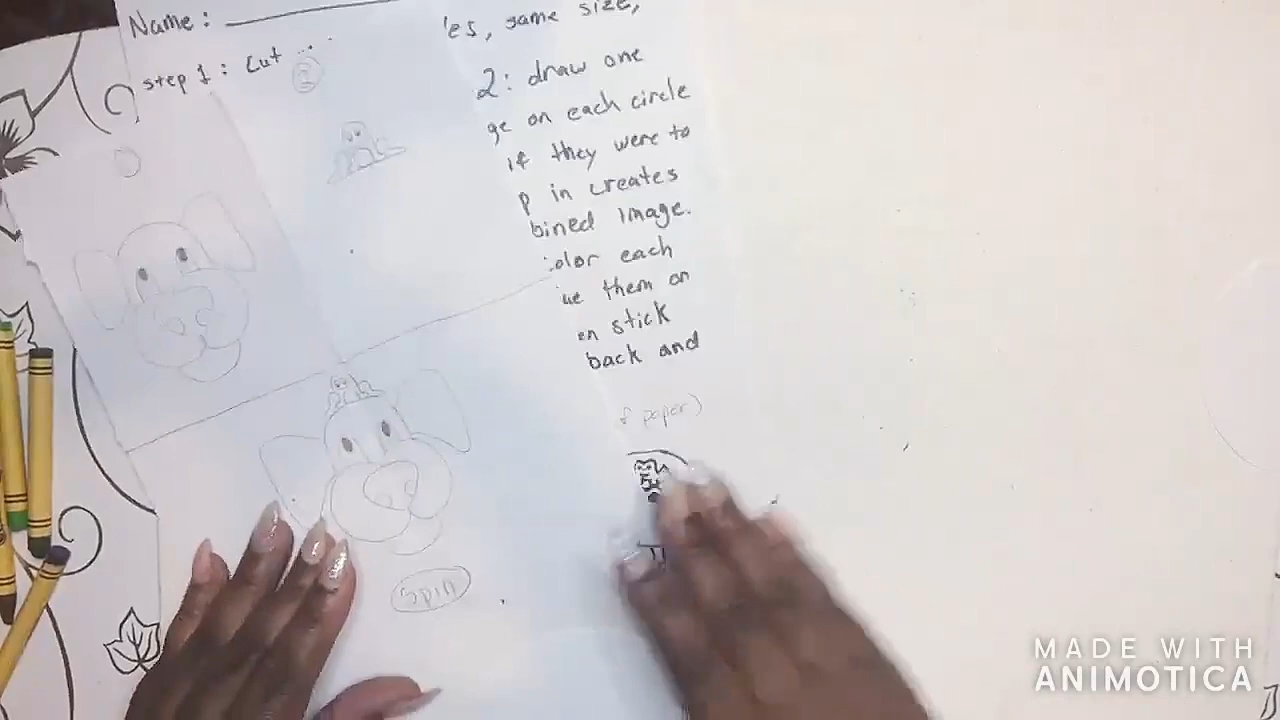 Name:
step 1: Cut ...
'es, same size,
2: draw one
ge on each circle
if they were to
p in creates
bined image.
olor each
ue them on
en stick
back and
f paper)
Spin
MADE WITH
ANIMOTICA